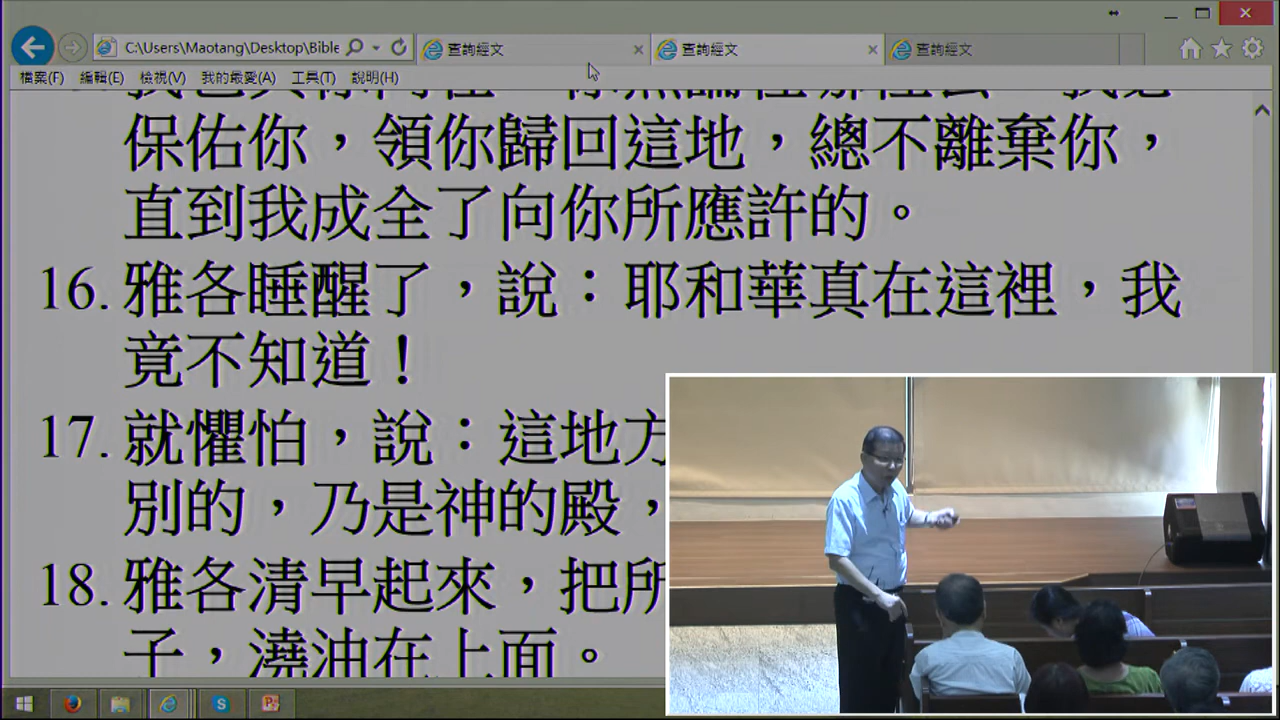 C:\Users\Maotang\Desktop\Bible
查詢經文
查詢經文
查詢經文
檔案(F) 編輯(E) 檢視(V) 我的最愛(A) 工具(T) 說明(H)
保佑你，領你歸回這地，總不離棄你，
直到我成全了向你所應許的。
16. 雅各睡醒了，說：耶和華真在這裡，我
竟不知道！
17. 就懼怕，說：這地方
別的，乃是神的殿，
18. 雅各清早起來，把所
子，澆油在上面。